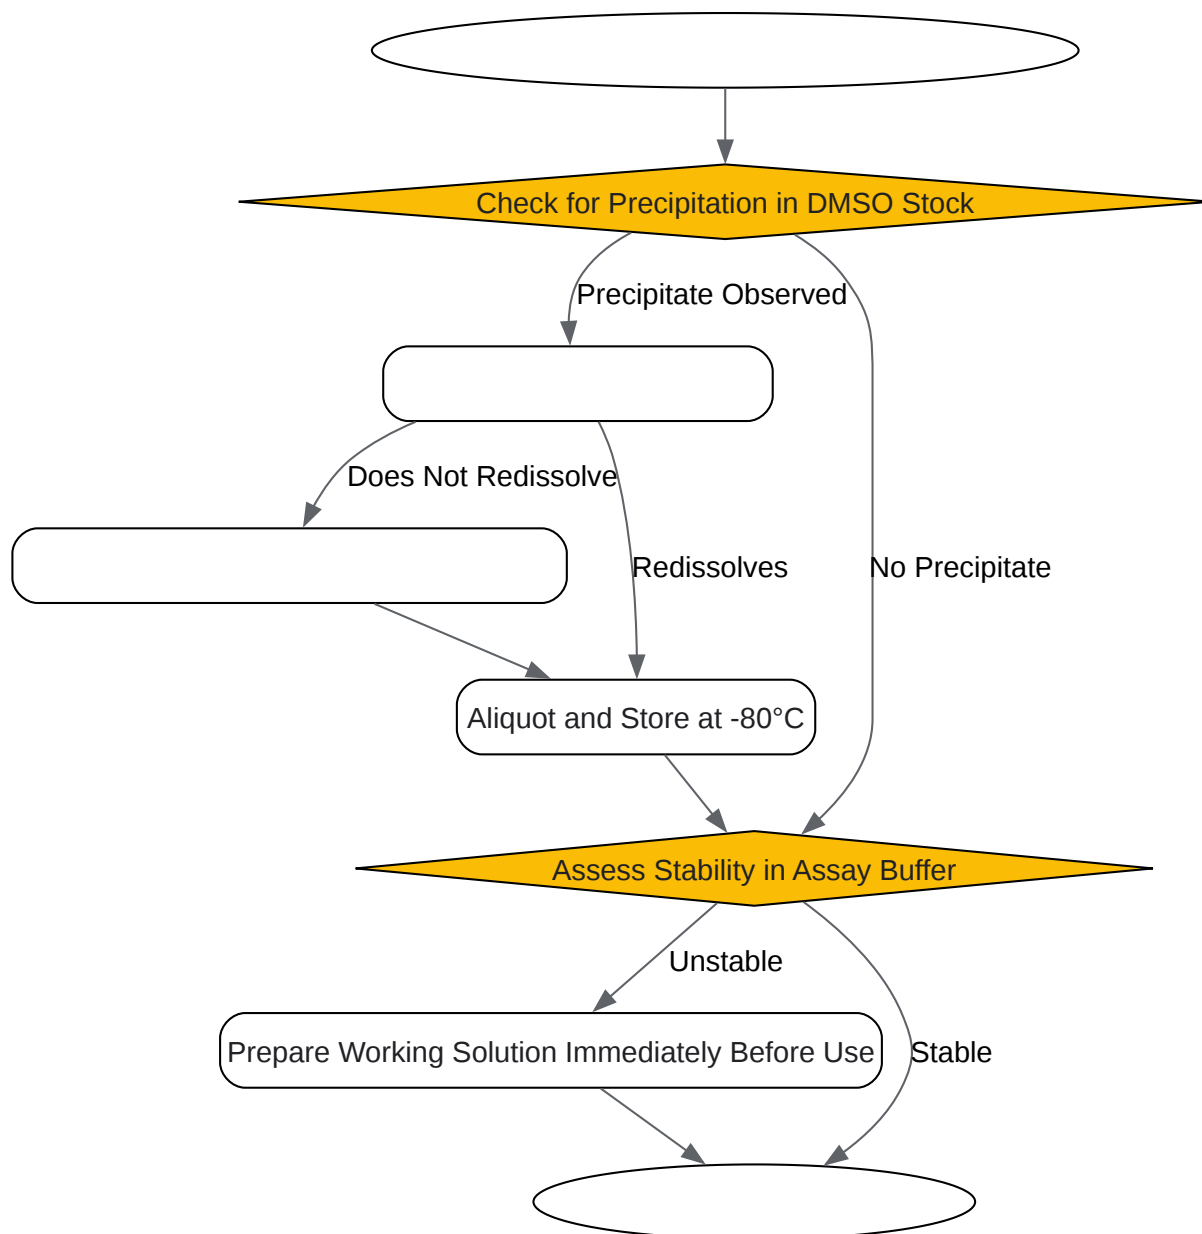 Check for Precipitation in DMSO Stock
Precipitate Observed
Does Not Redissolve
Redissolves
No Precipitate
Aliquot and Store at -80°C
Assess Stability in Assay Buffer
Unstable
Prepare Working Solution Immediately Before Use
Stable